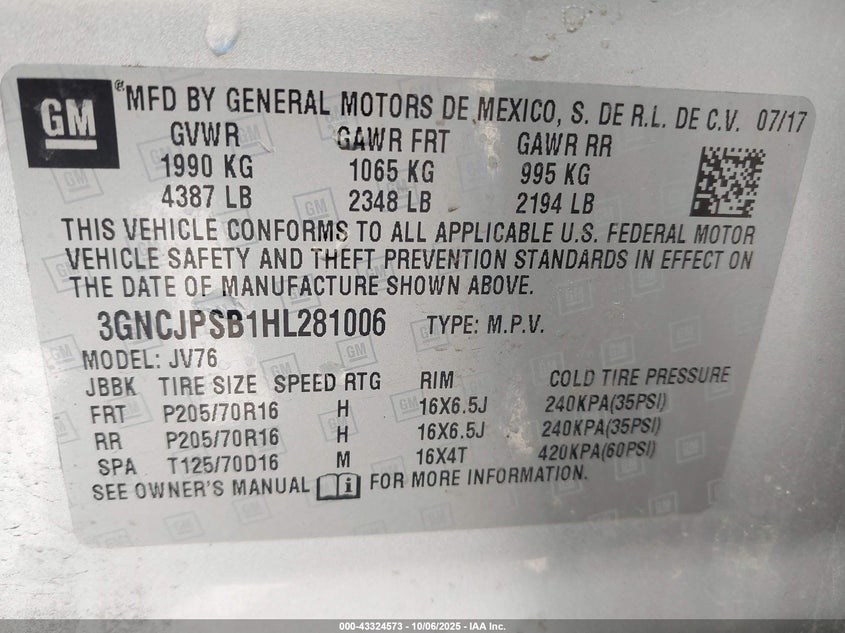 GM
®MFD BY GENERAL MOTORS DE MEXICO, S. DE R.L. DE C.V. 07/17
GVWR GAWR FRT GAWR RR
1990 KG 1065 KG 995 KG
4387 LB 2348 LB 2194 LB
THIS VEHICLE CONFORMS TO ALL APPLICABLE U.S. FEDERAL MOTOR
VEHICLE SAFETY AND THEFT PREVENTION STANDARDS IN EFFECT ON
THE DATE OF MANUFACTURE SHOWN ABOVE.
3GNCJPSB1HL281006 TYPE: M.P.V.
MODEL: JV76
JBBK TIRE SIZE SPEED RTG RIM COLD TIRE PRESSURE
FRT P205/70R16 H 16X6.5J 240KPA(35PSI)
RR P205/70R16 H 16X6.5J 240KPA(35PSI)
SPA T125/70D16 M 16X4T 420KPA(60PSI)
SEE OWNER'S MANUAL FOR MORE INFORMATION.
000-43324573 - 10/06/2025 - IAA Inc.